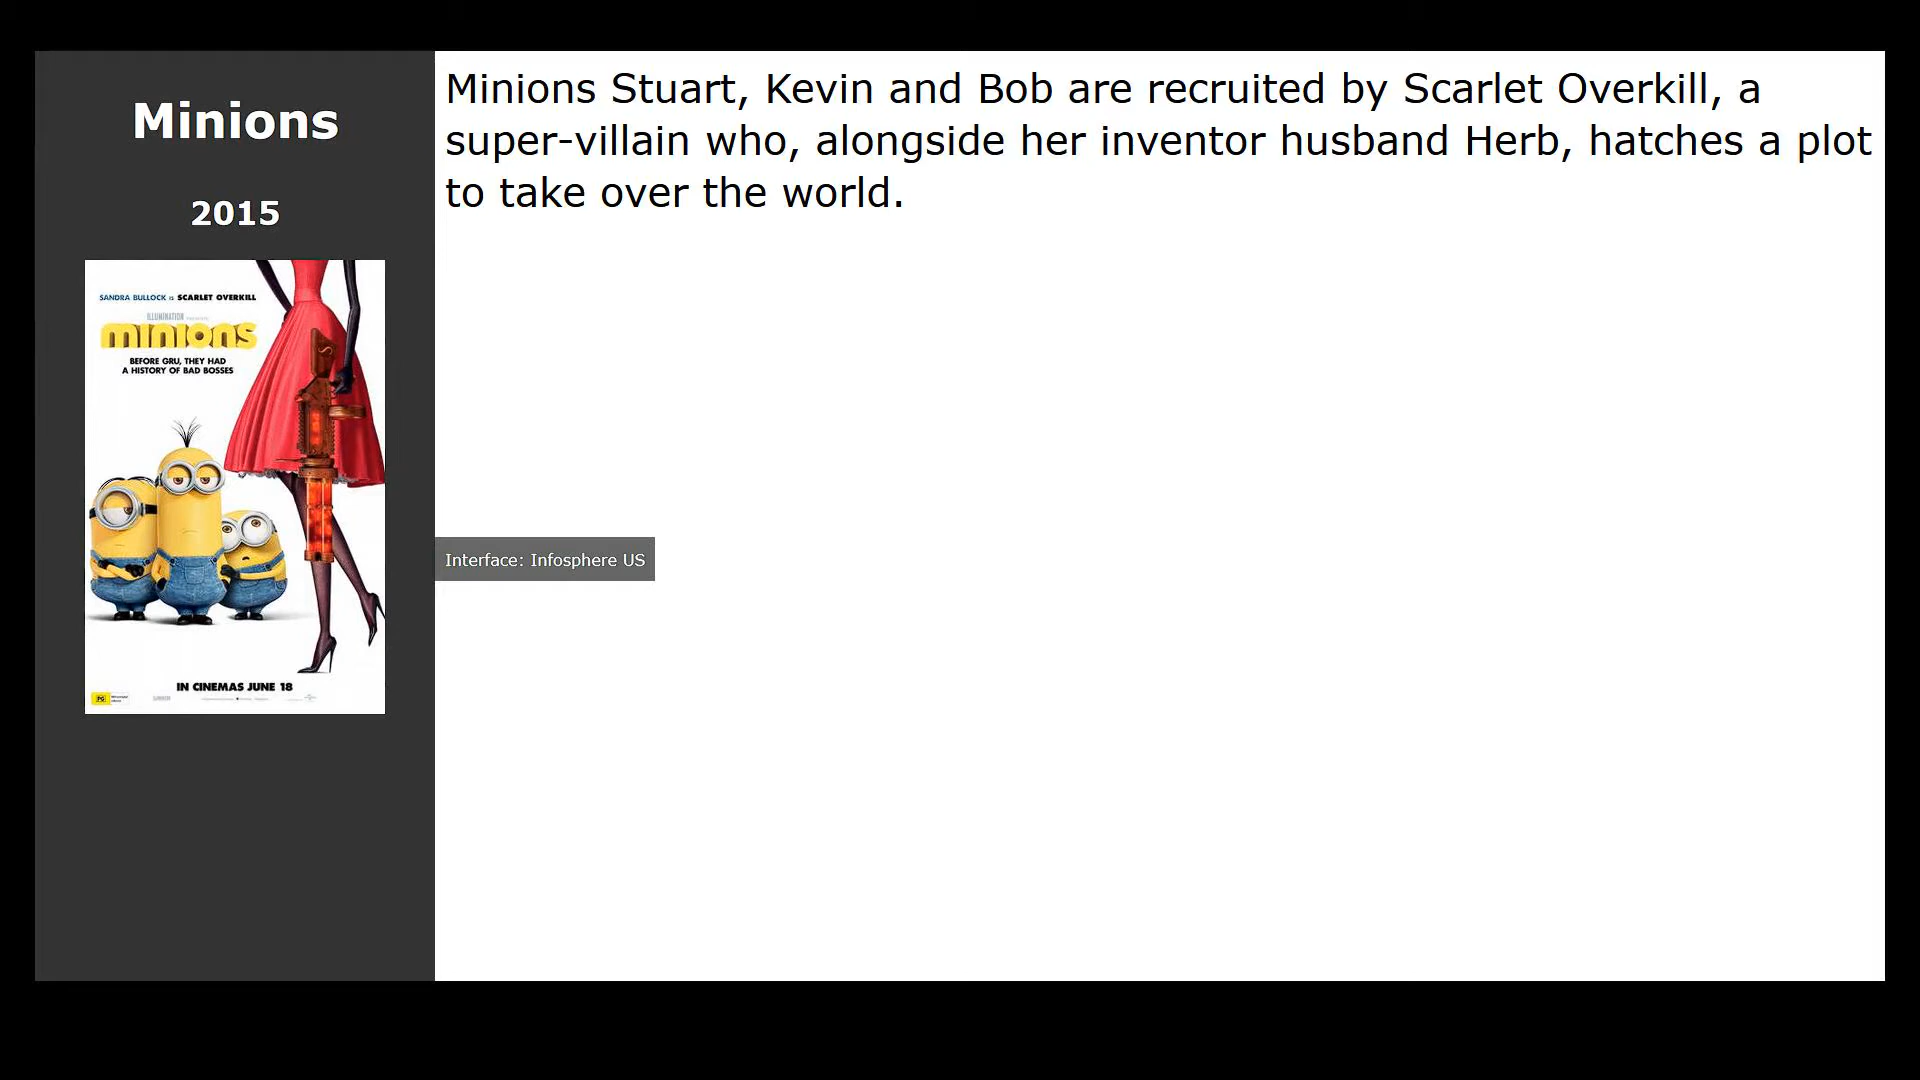 Minions
2015
SANDRA BULLOCK IS SCARLET OVERKILL
ILLUMINATION PRESENTS
minions
BEFORE GRU, THEY HAD
A HISTORY OF BAD BOSSES
IN CINEMAS JUNE 18
PG
Minions Stuart, Kevin and Bob are recruited by Scarlet Overkill, a
super-villain who, alongside her inventor husband Herb, hatches a plot
to take over the world.
Interface: Infosphere US